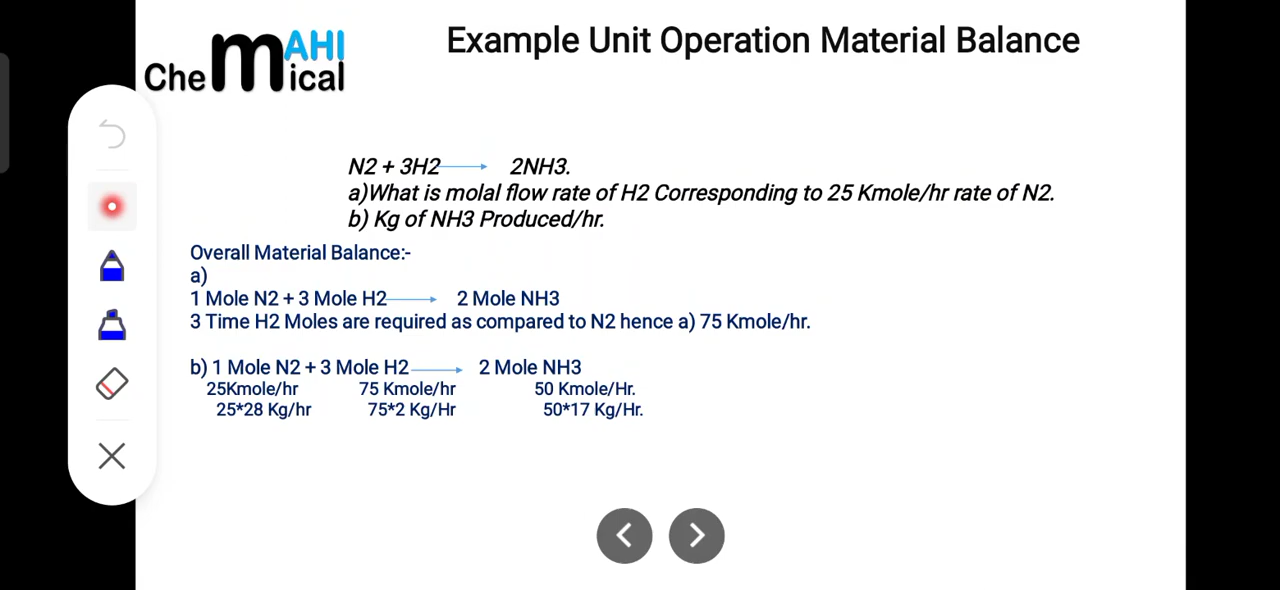 MAHI
Chemical
Example Unit Operation Material Balance
N2 + 3H2 → 2NH3.
a)What is molal flow rate of H2 Corresponding to 25 Kmole/hr rate of N2.
b) Kg of NH3 Produced/hr.
Overall Material Balance:-
a)
1 Mole N2 + 3 Mole H2 → 2 Mole NH3
3 Time H2 Moles are required as compared to N2 hence a) 75 Kmole/hr.
b) 1 Mole N2 + 3 Mole H2 → 2 Mole NH3
25Kmole/hr 75 Kmole/hr 50 Kmole/Hr.
25*28 Kg/hr 75*2 Kg/Hr 50*17 Kg/Hr.